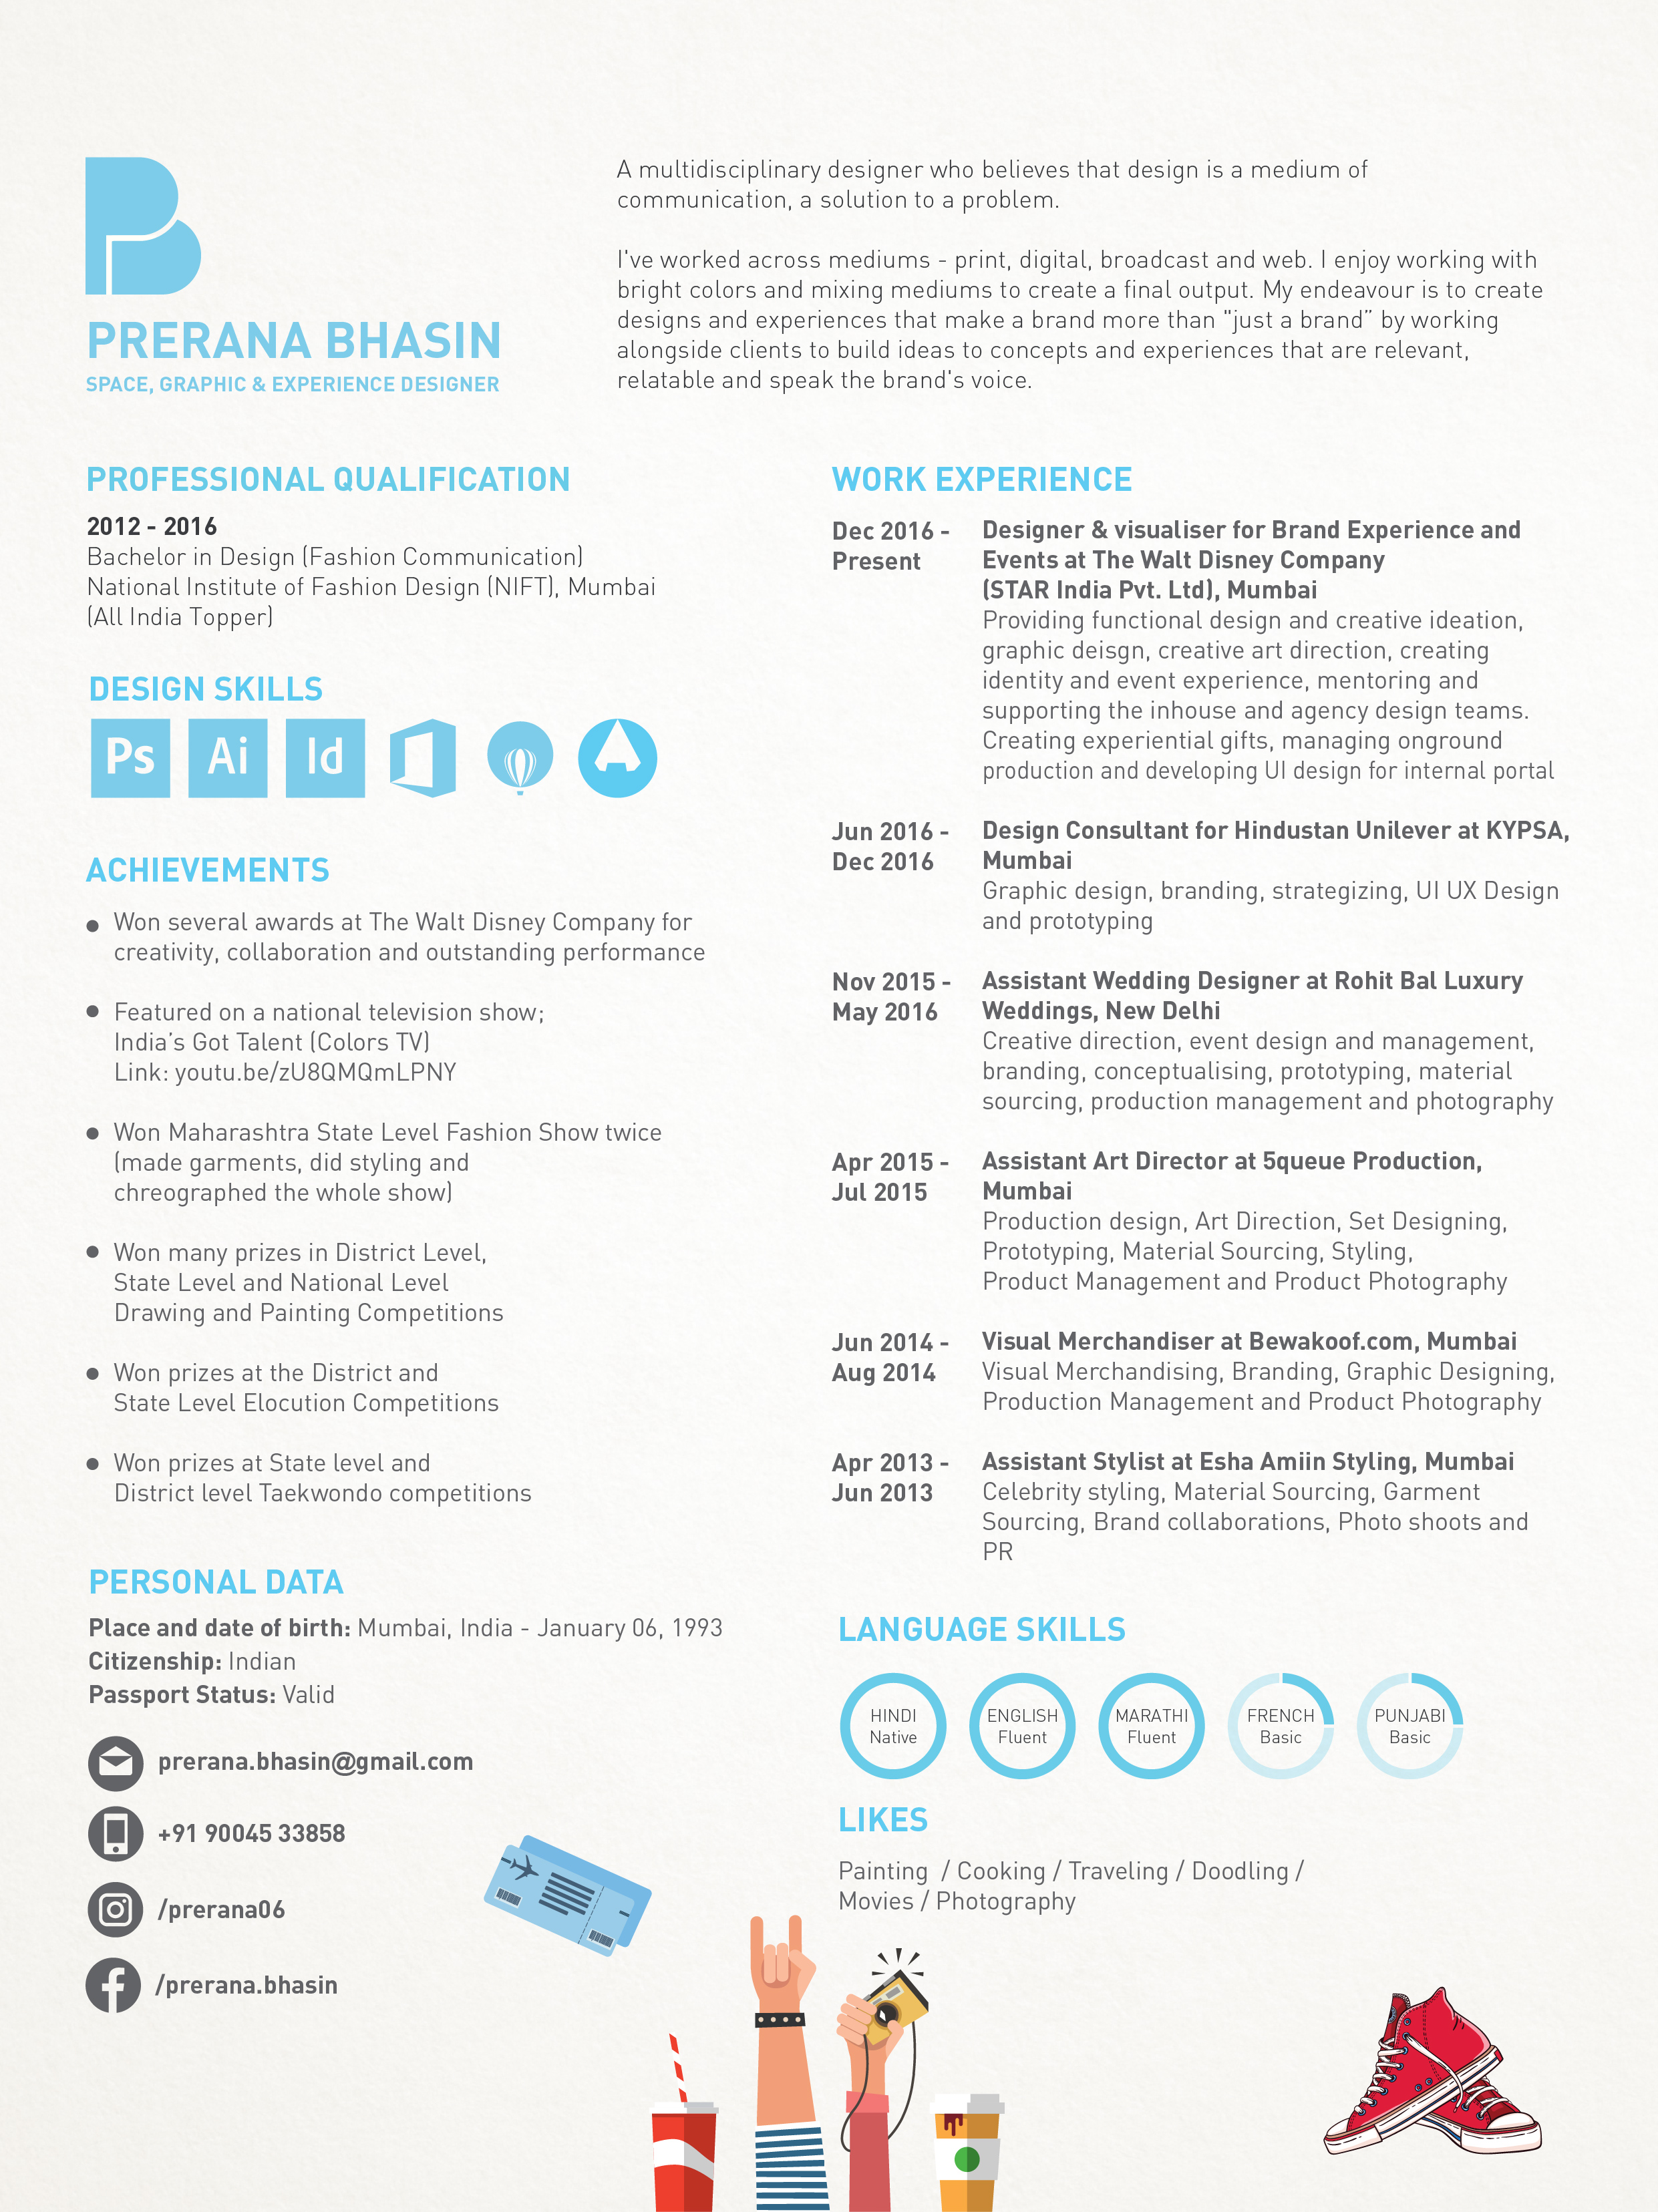 PRERANA BHASIN
SPACE, GRAPHIC & EXPERIENCE DESIGNER
A multidisciplinary designer who believes that design is a medium of
communication, a solution to a problem.
I've worked across mediums - print, digital, broadcast and web. I enjoy working with
bright colors and mixing mediums to create a final output. My endeavour is to create
designs and experiences that make a brand more than "just a brand” by working
alongside clients to build ideas to concepts and experiences that are relevant,
relatable and speak the brand's voice.
PROFESSIONAL QUALIFICATION
2012 - 2016
Bachelor in Design (Fashion Communication)
National Institute of Fashion Design (NIFT), Mumbai
(All India Topper)
DESIGN SKILLS
Ps Ai Id
ACHIEVEMENTS
Won several awards at The Walt Disney Company for
creativity, collaboration and outstanding performance
Featured on a national television show;
India’s Got Talent (Colors TV)
Link: youtu.be/zU8QMQmLPNY
Won Maharashtra State Level Fashion Show twice
(made garments, did styling and
chreographed the whole show)
Won many prizes in District Level,
State Level and National Level
Drawing and Painting Competitions
Won prizes at the District and
State Level Elocution Competitions
Won prizes at State level and
District level Taekwondo competitions
PERSONAL DATA
Place and date of birth: Mumbai, India - January 06, 1993
Citizenship: Indian
Passport Status: Valid
prerana.bhasin@gmail.com
+91 90045 33858
/prerana06
/prerana.bhasin
WORK EXPERIENCE
Dec 2016 -
Present
Designer & visualiser for Brand Experience and
Events at The Walt Disney Company
(STAR India Pvt. Ltd), Mumbai
Providing functional design and creative ideation,
graphic deisgn, creative art direction, creating
identity and event experience, mentoring and
supporting the inhouse and agency design teams.
Creating experiential gifts, managing onground
production and developing UI design for internal portal
Jun 2016 -
Dec 2016
Design Consultant for Hindustan Unilever at KYPSA,
Mumbai
Graphic design, branding, strategizing, UI UX Design
and prototyping
Nov 2015 -
May 2016
Assistant Wedding Designer at Rohit Bal Luxury
Weddings, New Delhi
Creative direction, event design and management,
branding, conceptualising, prototyping, material
sourcing, production management and photography
Apr 2015 -
Jul 2015
Assistant Art Director at 5queue Production,
Mumbai
Production design, Art Direction, Set Designing,
Prototyping, Material Sourcing, Styling,
Product Management and Product Photography
Jun 2014 -
Aug 2014
Visual Merchandiser at Bewakoof.com, Mumbai
Visual Merchandising, Branding, Graphic Designing,
Production Management and Product Photography
Apr 2013 -
Jun 2013
Assistant Stylist at Esha Amiin Styling, Mumbai
Celebrity styling, Material Sourcing, Garment
Sourcing, Brand collaborations, Photo shoots and
PR
LANGUAGE SKILLS
HINDI
Native
ENGLISH
Fluent
MARATHI
Fluent
FRENCH
Basic
PUNJABI
Basic
LIKES
Painting / Cooking / Traveling / Doodling /
Movies / Photography